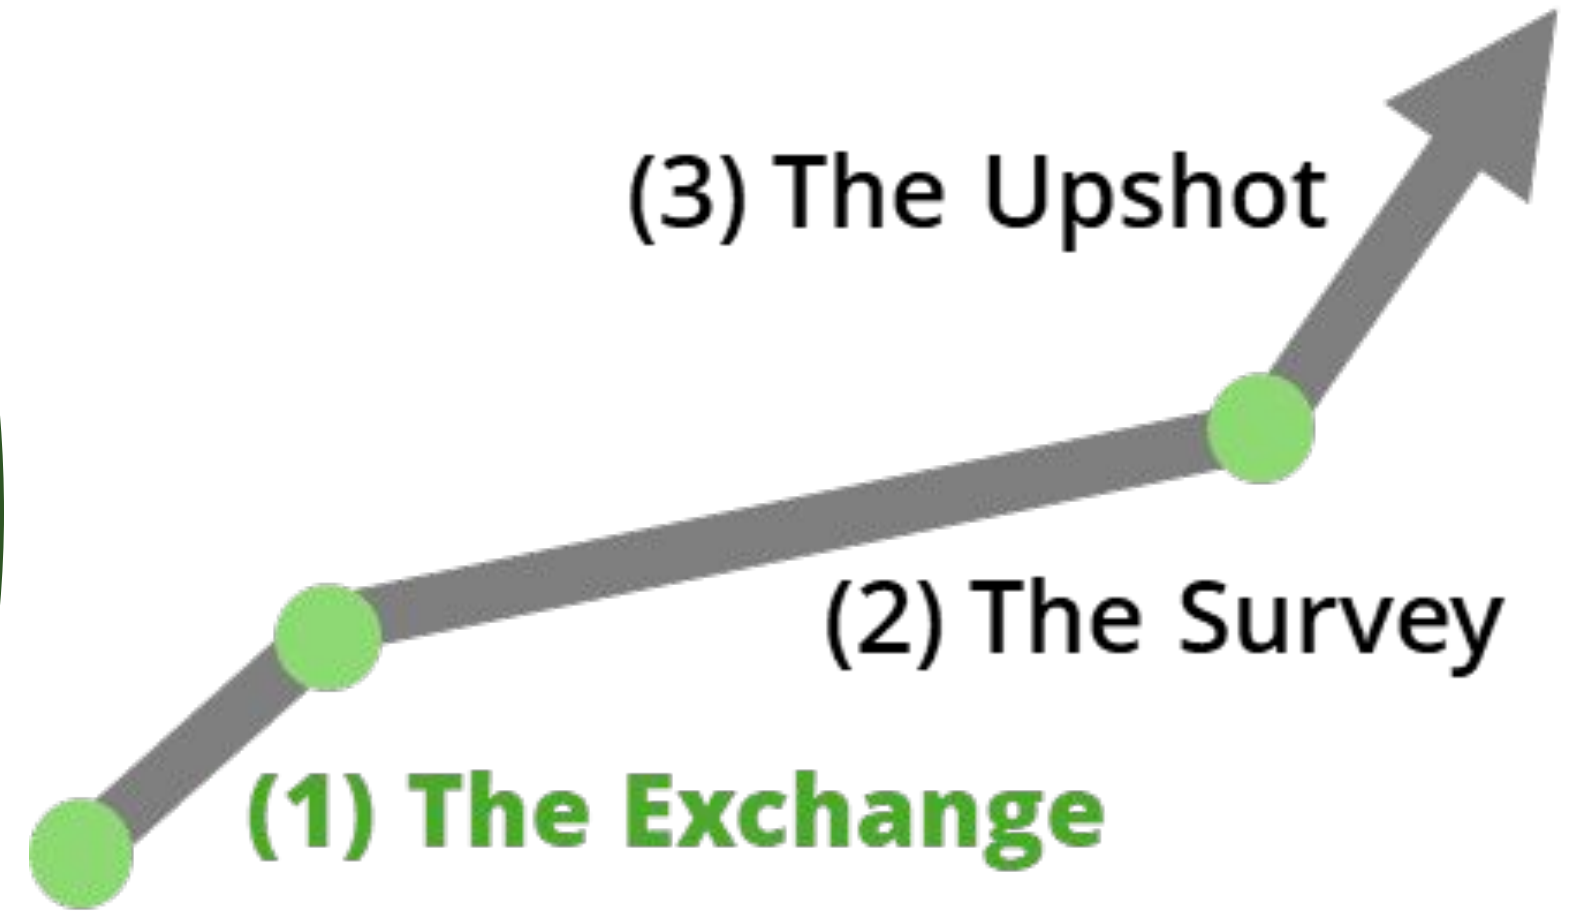 (3) The Upshot
(2) The Survey
(1) The Exchange